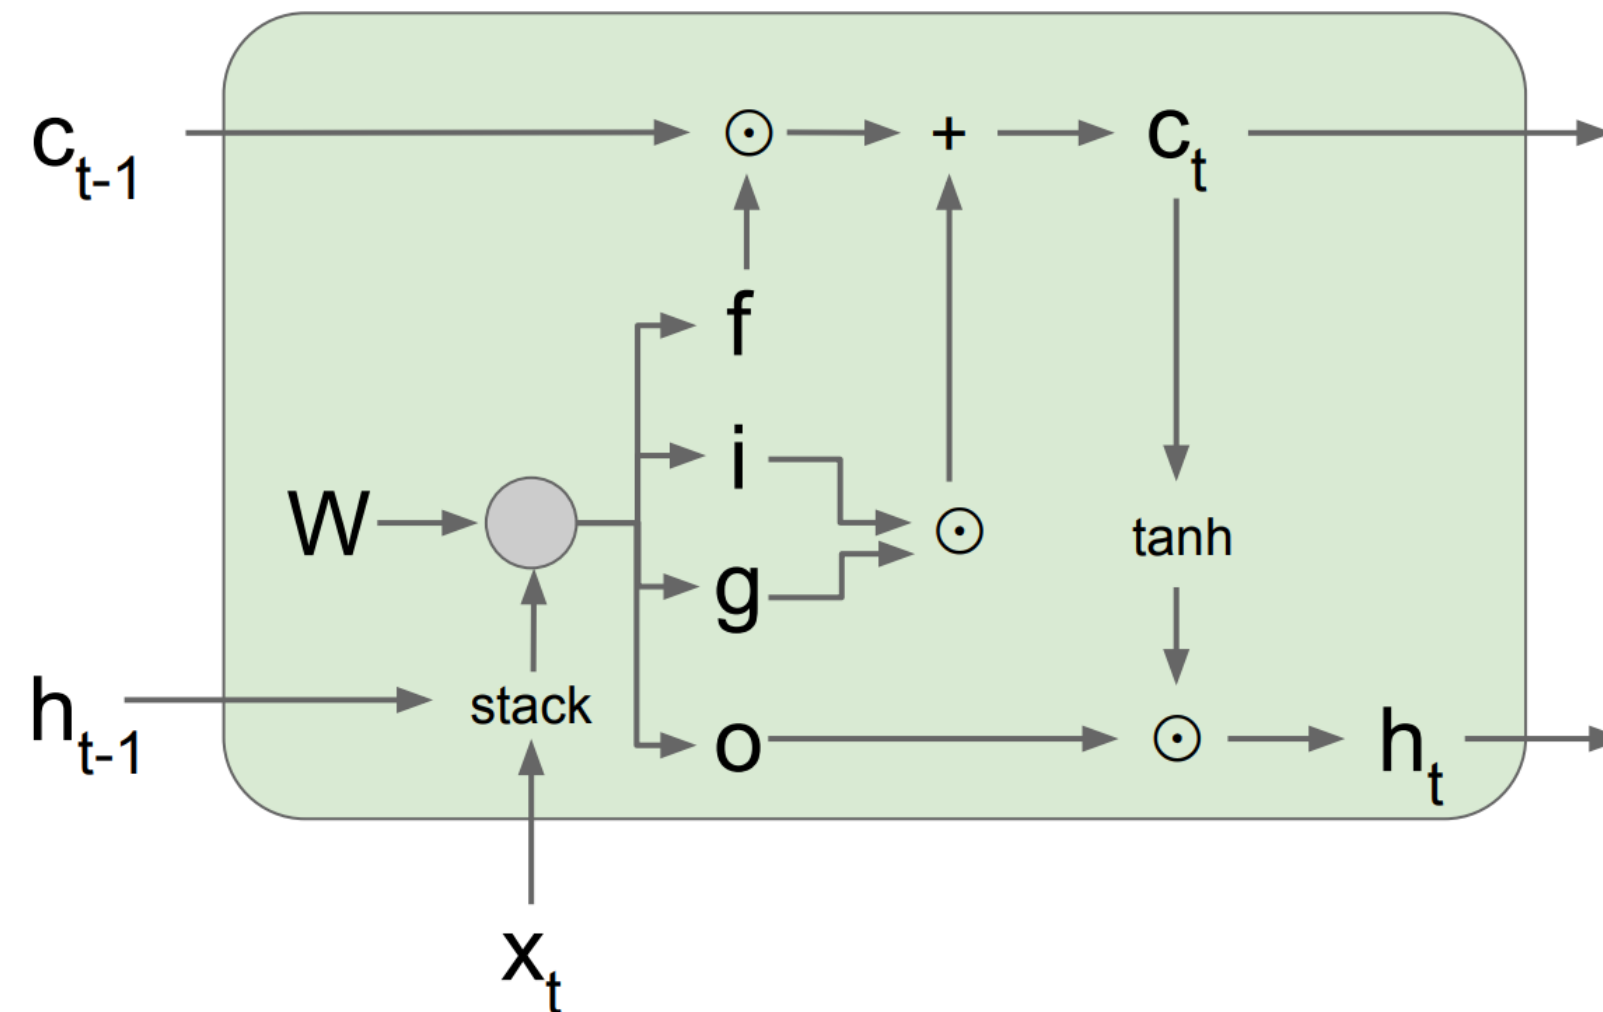 c_t-1 ⊙ + c_t
f
i
W ⊙ tanh
g
h_t-1 stack o ⊙ h_t
x_t